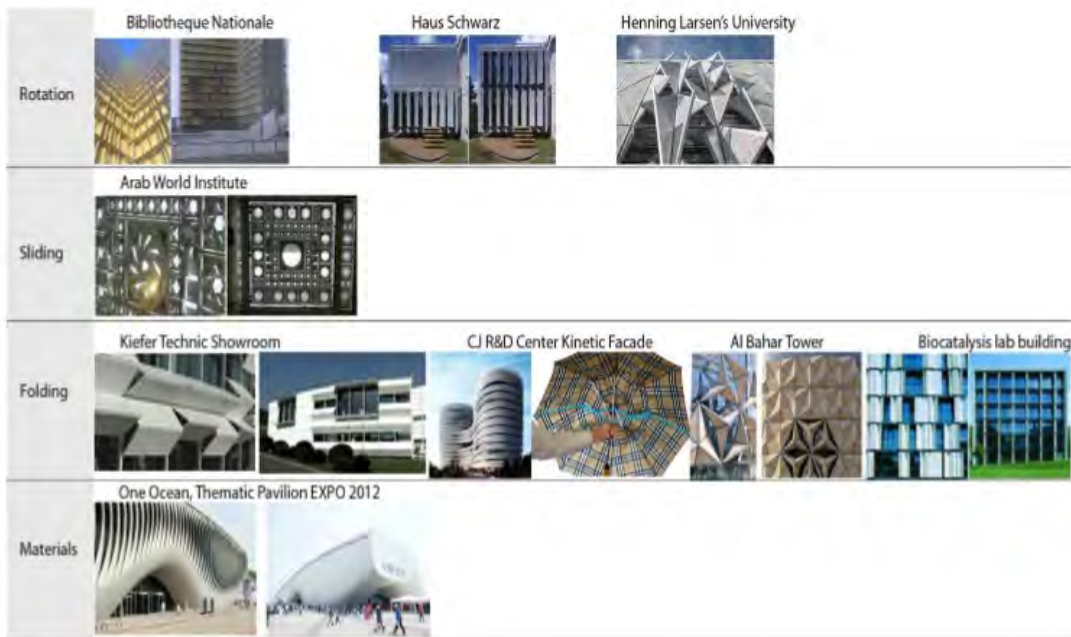 Bibliotheque Nationale
Haus Schwarz
Henning Larsen's University
Rotation
Arab World Institute
Sliding
Kiefer Technic Showroom
CJ R&D Center Kinetic Facade
Al Bahar Tower
Biocatalysis lab building
Folding
One Ocean, Thematic Pavilion EXPO 2012
Materials